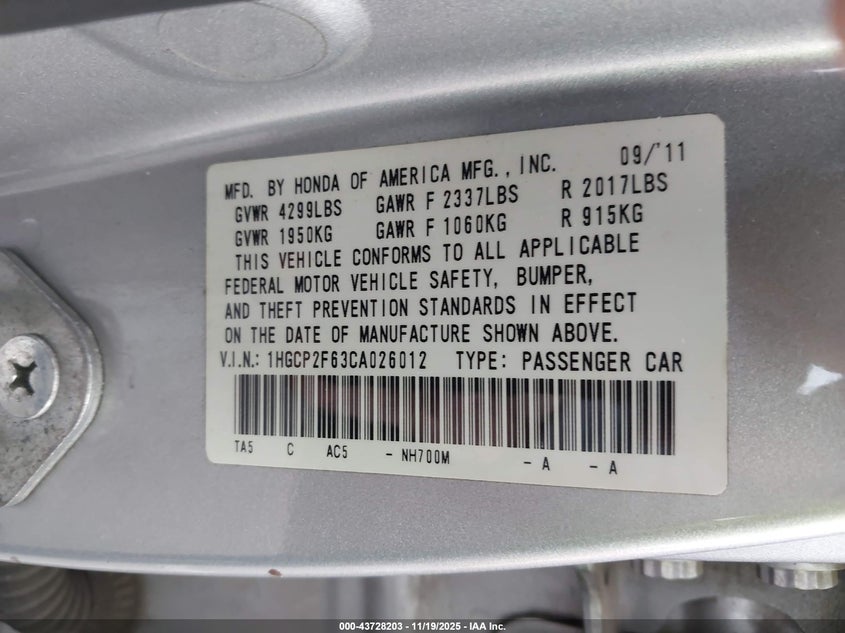 MFD. BY HONDA OF AMERICA MFG., INC. 09/'11
GVWR 4299LBS GAWR F 2337LBS R 2017LBS
GVWR 1950KG GAWR F 1060KG R 915KG
THIS VEHICLE CONFORMS TO ALL APPLICABLE
FEDERAL MOTOR VEHICLE SAFETY, BUMPER,
AND THEFT PREVENTION STANDARDS IN EFFECT
ON THE DATE OF MANUFACTURE SHOWN ABOVE.
V.I.N.: 1HGCP2F63CA026012 TYPE: PASSENGER CAR
TA5 C AC5 - NH700M - A - A
000-43728203 - 11/19/2025 - IAA Inc.